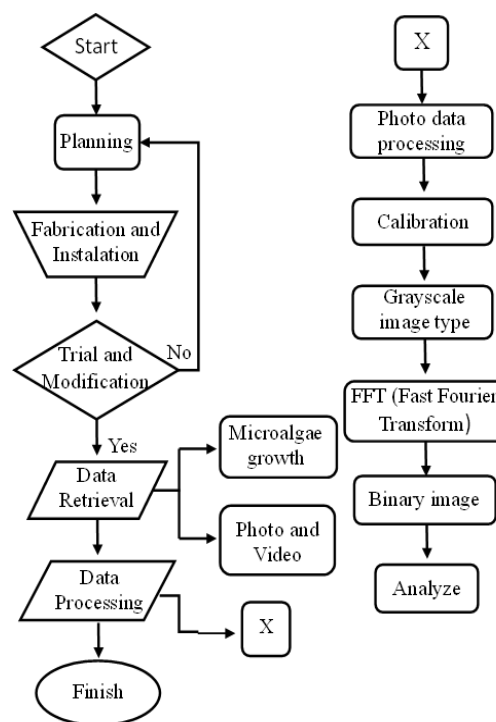 Start
Planning
Fabrication and
Instalation
Trial and
Modification
No
Yes
Data
Retrieval
Microalgae
growth
Photo and
Video
Data
Processing
X
Finish
X
Photo data
processing
Calibration
Grayscale
image type
FFT (Fast Fourier
Transform)
Binary image
Analyze